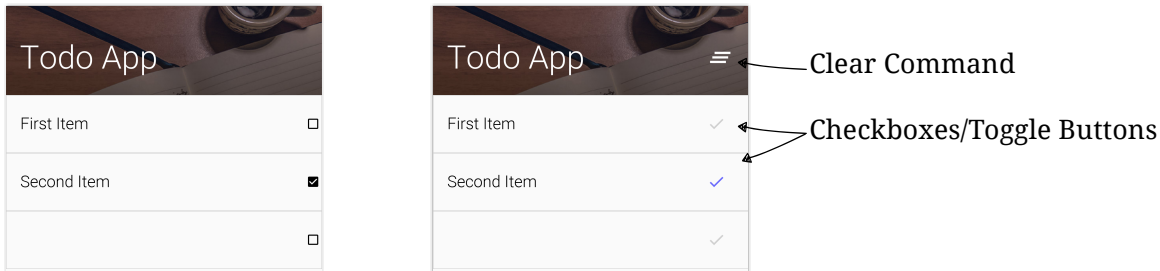 Todo App
First Item
Second Item
Todo App
First Item
Second Item
Clear Command
Checkboxes/Toggle Buttons